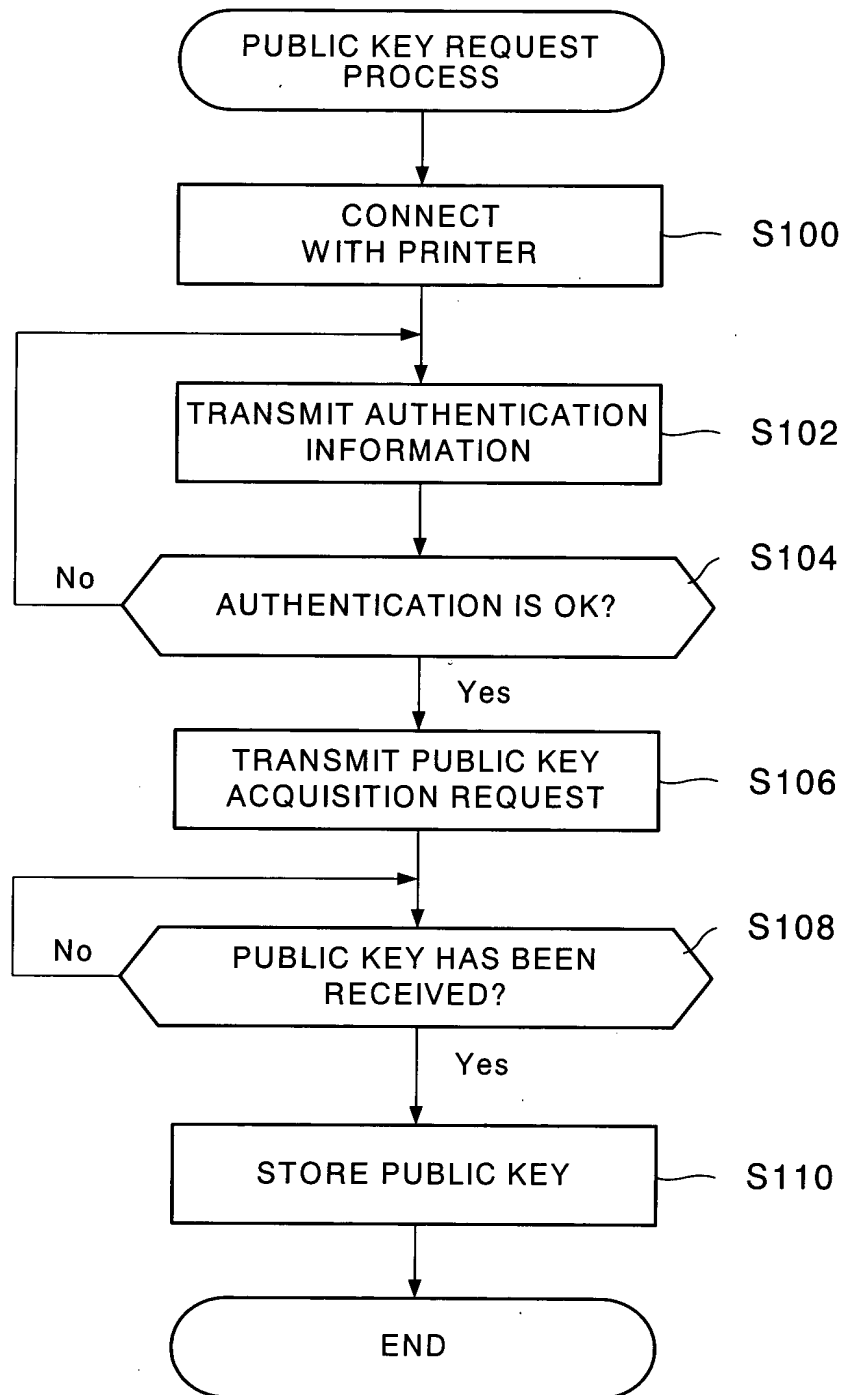 PUBLIC KEY REQUEST
PROCESS
CONNECT
WITH PRINTER
S100
TRANSMIT AUTHENTICATION
INFORMATION
S102
AUTHENTICATION IS OK?
S104
No
Yes
TRANSMIT PUBLIC KEY
ACQUISITION REQUEST
S106
PUBLIC KEY HAS BEEN
RECEIVED?
S108
No
Yes
STORE PUBLIC KEY
S110
END